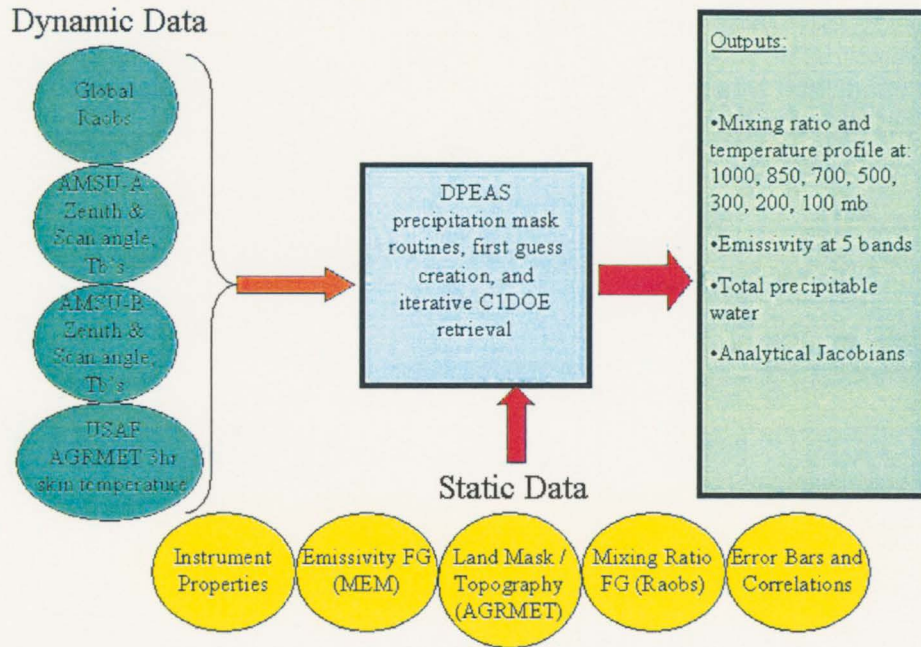 Dynamic Data
Global
Raobs
AMSU-A
Zenith &
Scan angle,
Tb's
AMSU-B
Zenith &
Scan angle,
Tb's
USAF
AGRMET 3hr
skin temperature
DPEAS
precipitation mask
routines, first guess
creation, and
iterative C1DOE
retrieval
Outputs:
•Mixing ratio and
temperature profile at:
1000, 850, 700, 500,
300, 200, 100 mb
•Emissivity at 5 bands
•Total precipitable
water
•Analytical Jacobians
Static Data
Instrument
Properties
Emissivity FG
(MEM)
Land Mask /
Topography
(AGRMET)
Mixing Ratio
FG (Raobs)
Error Bars and
Correlations